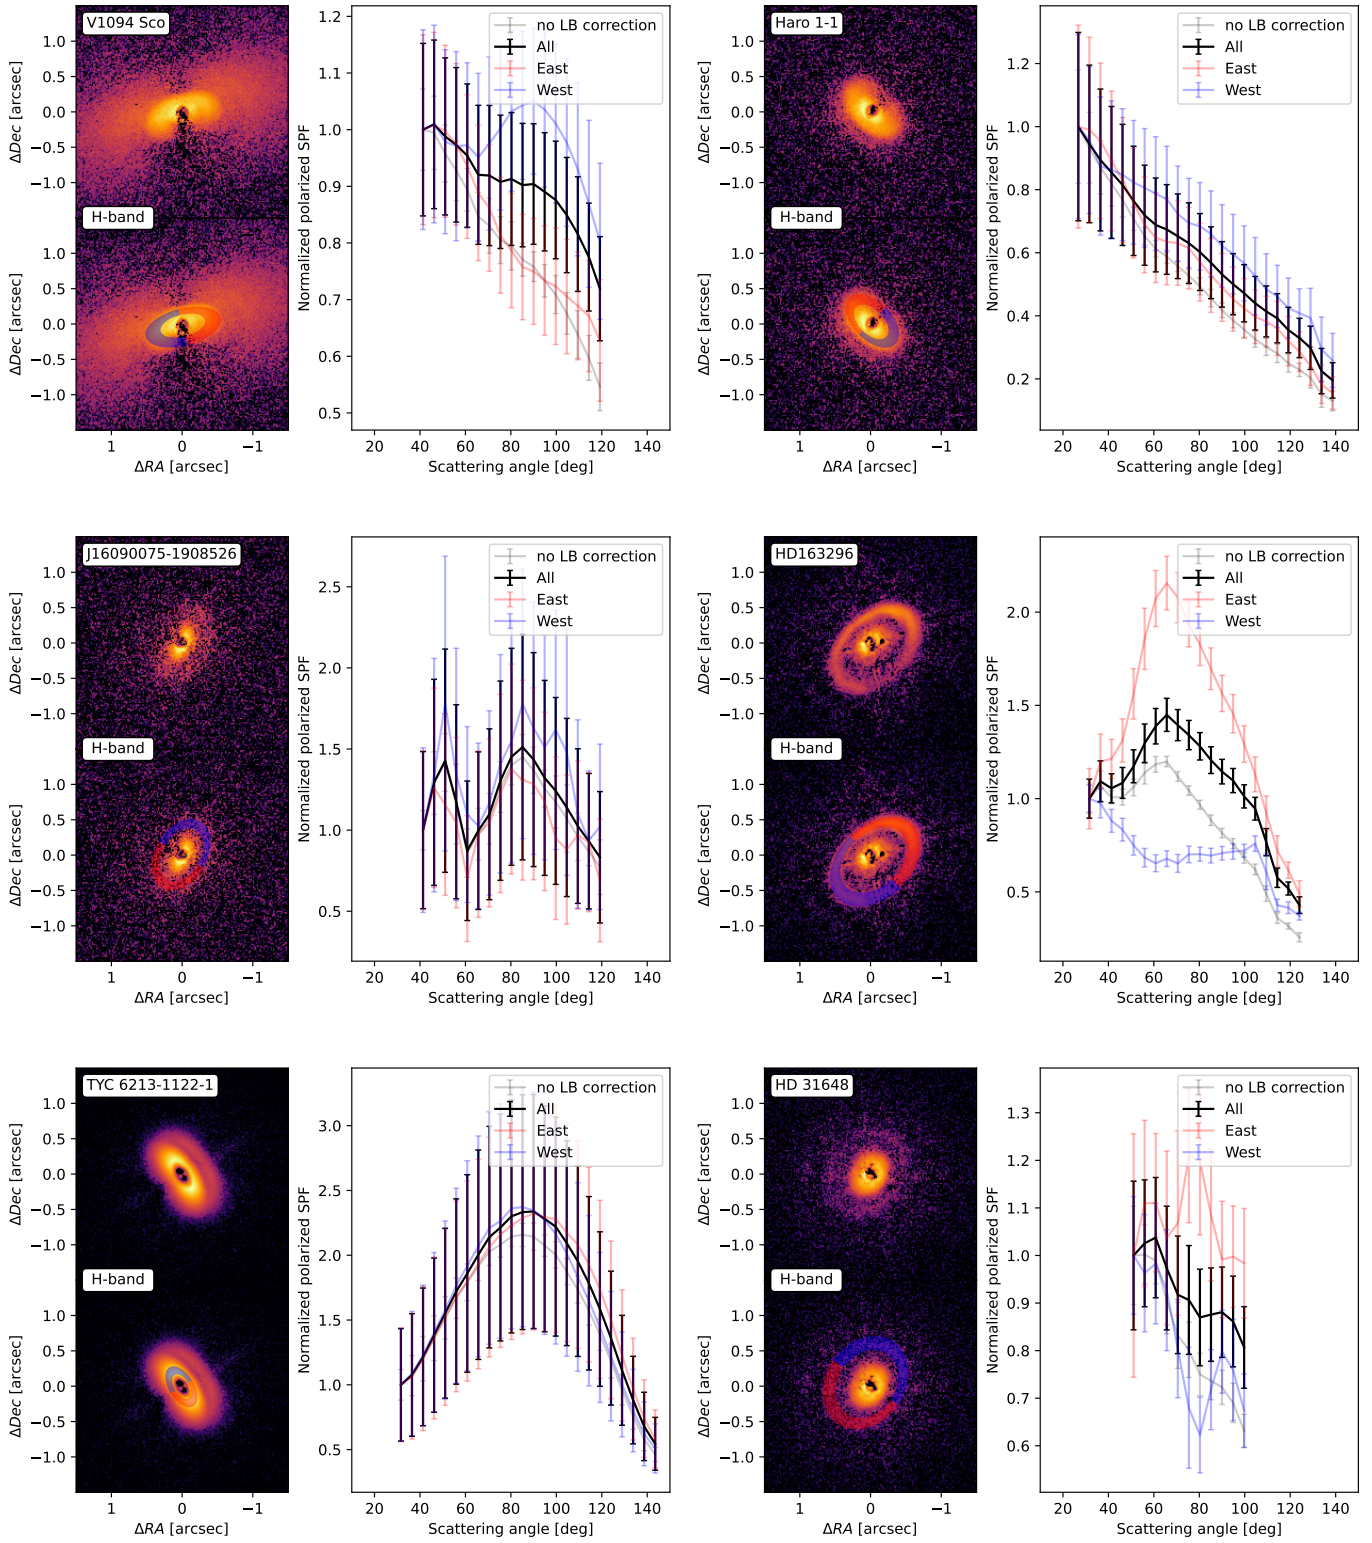 V1094 Sco
H-band
1.0
0.5
0.0
−0.5
−1.0
1.0
0.5
0.0
−0.5
−1.0
ΔDec [arcsec]
ΔDec [arcsec]
1 0 −1
ΔRA [arcsec]
no LB correction
All
East
West
1.2
1.1
1.0
0.9
0.8
0.7
0.6
0.5
Normalized polarized SPF
20 40 60 80 100 120 140
Scattering angle [deg]
Haro 1-1
H-band
1.0
0.5
0.0
−0.5
−1.0
1.0
0.5
0.0
−0.5
−1.0
ΔDec [arcsec]
ΔDec [arcsec]
1 0 −1
ΔRA [arcsec]
no LB correction
All
East
West
1.2
1.0
0.8
0.6
0.4
0.2
Normalized polarized SPF
20 40 60 80 100 120 140
Scattering angle [deg]
J16090075-1908526
H-band
1.0
0.5
0.0
−0.5
−1.0
1.0
0.5
0.0
−0.5
−1.0
ΔDec [arcsec]
ΔDec [arcsec]
1 0 −1
ΔRA [arcsec]
no LB correction
All
East
West
2.5
2.0
1.5
1.0
0.5
Normalized polarized SPF
20 40 60 80 100 120 140
Scattering angle [deg]
HD163296
H-band
1.0
0.5
0.0
−0.5
−1.0
1.0
0.5
0.0
−0.5
−1.0
ΔDec [arcsec]
ΔDec [arcsec]
1 0 −1
ΔRA [arcsec]
no LB correction
All
East
West
2.0
1.5
1.0
0.5
Normalized polarized SPF
20 40 60 80 100 120 140
Scattering angle [deg]
TYC 6213-1122-1
H-band
1.0
0.5
0.0
−0.5
−1.0
1.0
0.5
0.0
−0.5
−1.0
ΔDec [arcsec]
ΔDec [arcsec]
1 0 −1
ΔRA [arcsec]
no LB correction
All
East
West
3.0
2.5
2.0
1.5
1.0
0.5
Normalized polarized SPF
20 40 60 80 100 120 140
Scattering angle [deg]
HD 31648
H-band
1.0
0.5
0.0
−0.5
−1.0
1.0
0.5
0.0
−0.5
−1.0
ΔDec [arcsec]
ΔDec [arcsec]
1 0 −1
ΔRA [arcsec]
no LB correction
All
East
West
1.3
1.2
1.1
1.0
0.9
0.8
0.7
0.6
Normalized polarized SPF
20 40 60 80 100 120 140
Scattering angle [deg]